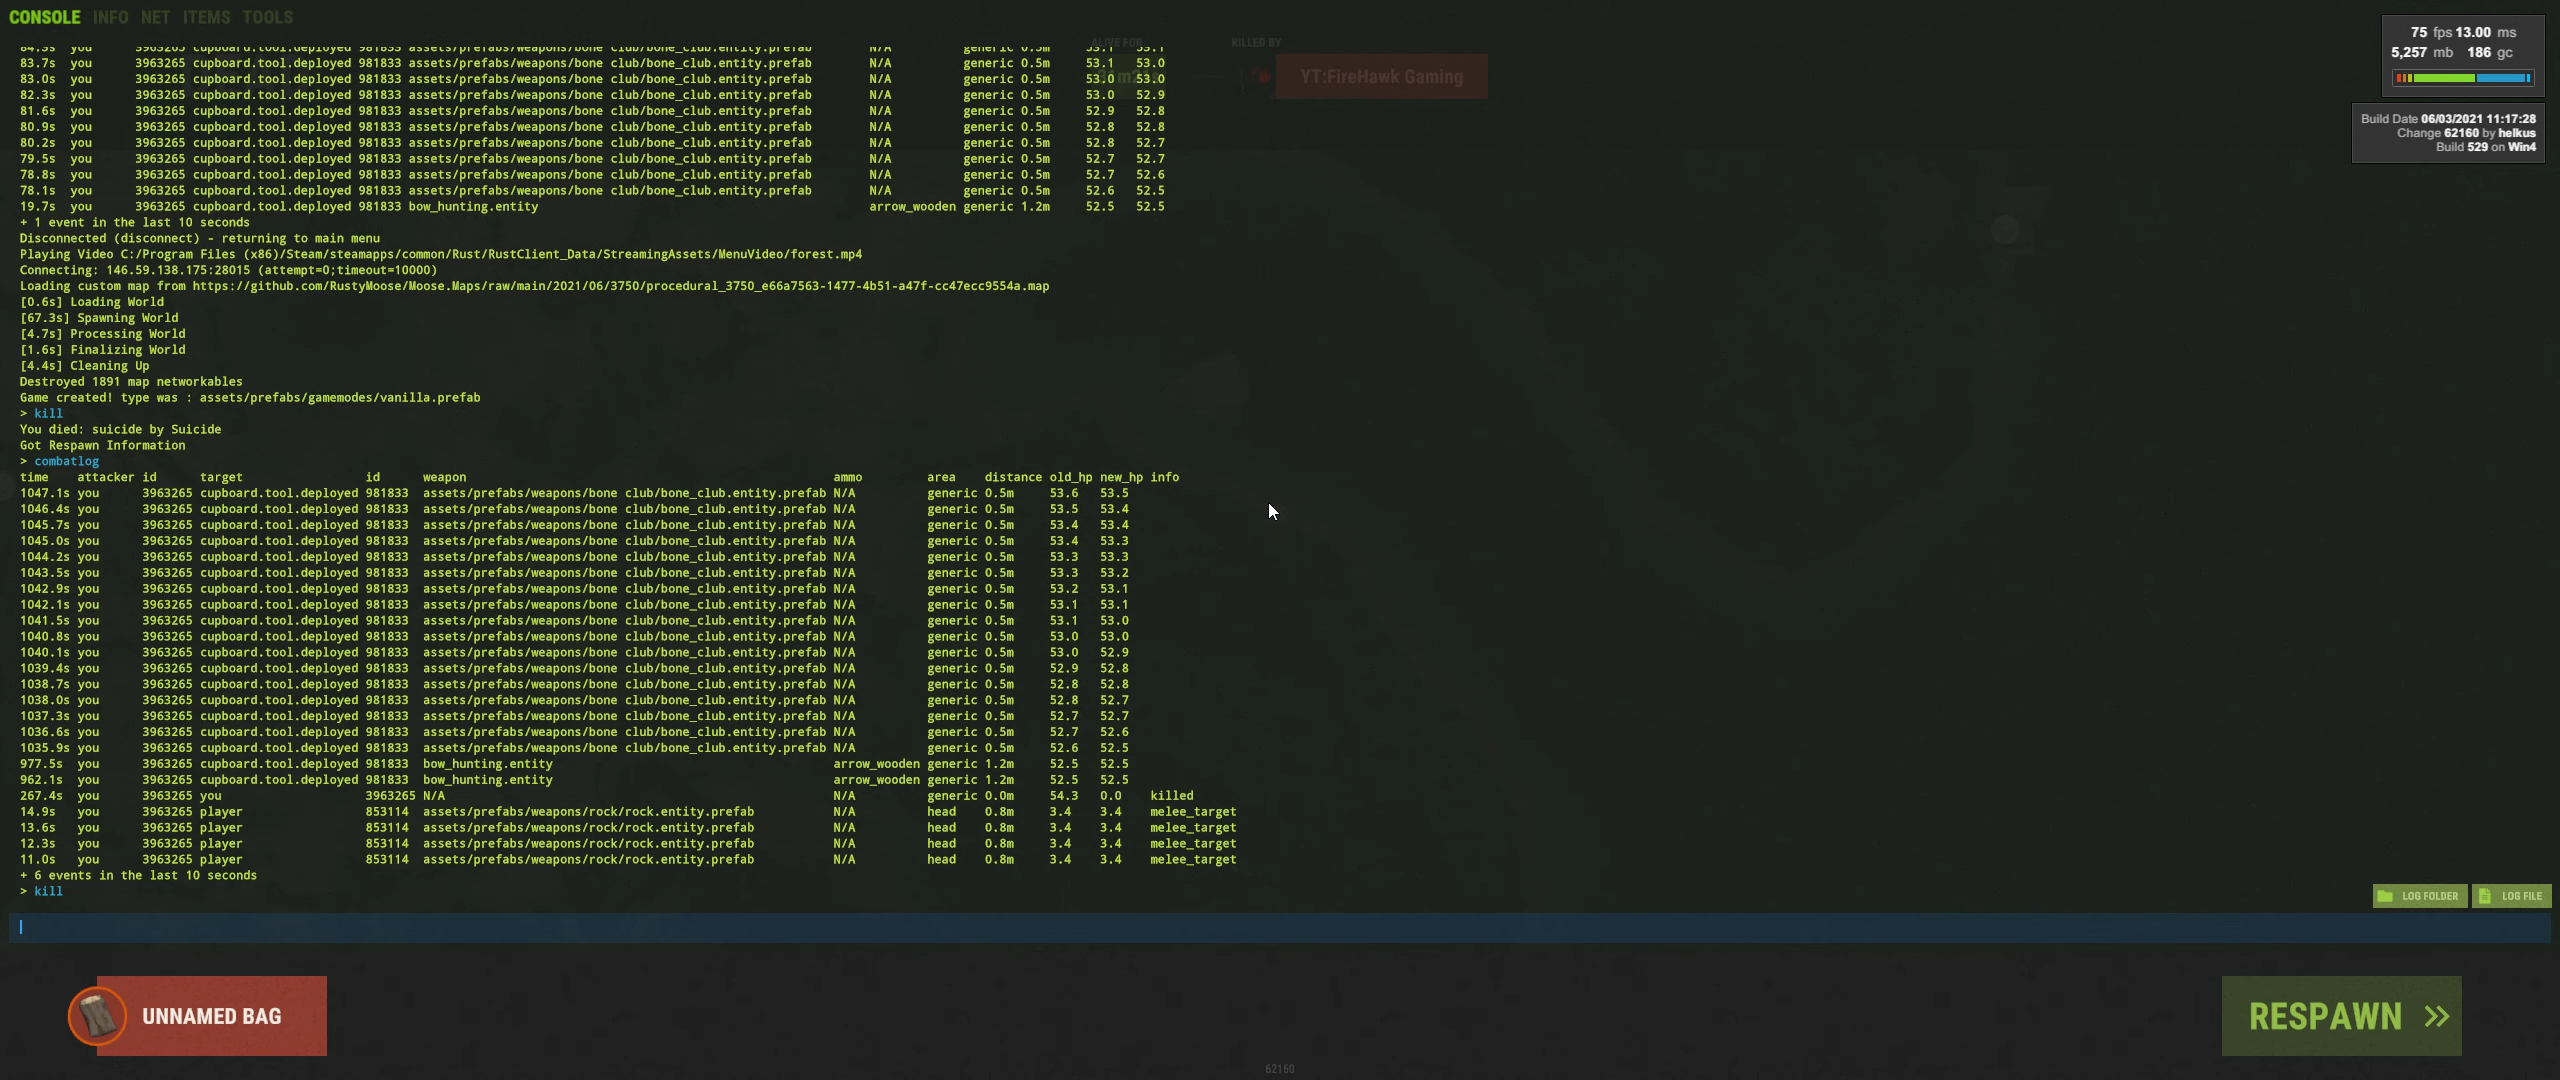 CONSOLE INFO NET ITEMS TOOLS
84.3s you 3963265 cupboard.tool.deployed 981833 assets/prefabs/weapons/bone club/bone_club.entity.prefab N/A generic 0.5m 53.1 53.1
83.7s you 3963265 cupboard.tool.deployed 981833 assets/prefabs/weapons/bone club/bone_club.entity.prefab N/A generic 0.5m 53.1 53.0
83.0s you 3963265 cupboard.tool.deployed 981833 assets/prefabs/weapons/bone club/bone_club.entity.prefab N/A generic 0.5m 53.0 53.0
82.3s you 3963265 cupboard.tool.deployed 981833 assets/prefabs/weapons/bone club/bone_club.entity.prefab N/A generic 0.5m 53.0 52.9
81.6s you 3963265 cupboard.tool.deployed 981833 assets/prefabs/weapons/bone club/bone_club.entity.prefab N/A generic 0.5m 52.9 52.8
80.9s you 3963265 cupboard.tool.deployed 981833 assets/prefabs/weapons/bone club/bone_club.entity.prefab N/A generic 0.5m 52.8 52.8
80.2s you 3963265 cupboard.tool.deployed 981833 assets/prefabs/weapons/bone club/bone_club.entity.prefab N/A generic 0.5m 52.8 52.7
79.5s you 3963265 cupboard.tool.deployed 981833 assets/prefabs/weapons/bone club/bone_club.entity.prefab N/A generic 0.5m 52.7 52.7
78.8s you 3963265 cupboard.tool.deployed 981833 assets/prefabs/weapons/bone club/bone_club.entity.prefab N/A generic 0.5m 52.7 52.6
78.1s you 3963265 cupboard.tool.deployed 981833 assets/prefabs/weapons/bone club/bone_club.entity.prefab N/A generic 0.5m 52.6 52.5
19.7s you 3963265 cupboard.tool.deployed 981833 bow_hunting.entity arrow_wooden generic 1.2m 52.5 52.5
+ 1 event in the last 10 seconds
Disconnected (disconnect) - returning to main menu
Playing Video C:/Program Files (x86)/Steam/steamapps/common/Rust/RustClient_Data/StreamingAssets/MenuVideo/forest.mp4
Connecting: 146.59.138.175:28015 (attempt=0;timeout=10000)
Loading custom map from https://github.com/RustyMoose/Moose.Maps/raw/main/2021/06/3750/procedural_3750_e66a7563-1477-4b51-a47f-cc47ecc9554a.map
[0.6s] Loading World
[67.3s] Spawning World
[4.7s] Processing World
[1.6s] Finalizing World
[4.4s] Cleaning Up
Destroyed 1891 map networkables
Game created! type was : assets/prefabs/gamemodes/vanilla.prefab
> kill
You died: suicide by Suicide
Got Respawn Information
> combatlog
time attacker id target id weapon ammo area distance old_hp new_hp info
1047.1s you 3963265 cupboard.tool.deployed 981833 assets/prefabs/weapons/bone club/bone_club.entity.prefab N/A generic 0.5m 53.6 53.5
1046.4s you 3963265 cupboard.tool.deployed 981833 assets/prefabs/weapons/bone club/bone_club.entity.prefab N/A generic 0.5m 53.5 53.4
1045.7s you 3963265 cupboard.tool.deployed 981833 assets/prefabs/weapons/bone club/bone_club.entity.prefab N/A generic 0.5m 53.4 53.4
1045.0s you 3963265 cupboard.tool.deployed 981833 assets/prefabs/weapons/bone club/bone_club.entity.prefab N/A generic 0.5m 53.4 53.3
1044.2s you 3963265 cupboard.tool.deployed 981833 assets/prefabs/weapons/bone club/bone_club.entity.prefab N/A generic 0.5m 53.3 53.3
1043.5s you 3963265 cupboard.tool.deployed 981833 assets/prefabs/weapons/bone club/bone_club.entity.prefab N/A generic 0.5m 53.3 53.2
1042.9s you 3963265 cupboard.tool.deployed 981833 assets/prefabs/weapons/bone club/bone_club.entity.prefab N/A generic 0.5m 53.2 53.1
1042.1s you 3963265 cupboard.tool.deployed 981833 assets/prefabs/weapons/bone club/bone_club.entity.prefab N/A generic 0.5m 53.1 53.1
1041.5s you 3963265 cupboard.tool.deployed 981833 assets/prefabs/weapons/bone club/bone_club.entity.prefab N/A generic 0.5m 53.1 53.0
1040.8s you 3963265 cupboard.tool.deployed 981833 assets/prefabs/weapons/bone club/bone_club.entity.prefab N/A generic 0.5m 53.0 53.0
1040.1s you 3963265 cupboard.tool.deployed 981833 assets/prefabs/weapons/bone club/bone_club.entity.prefab N/A generic 0.5m 53.0 52.9
1039.4s you 3963265 cupboard.tool.deployed 981833 assets/prefabs/weapons/bone club/bone_club.entity.prefab N/A generic 0.5m 52.9 52.8
1038.7s you 3963265 cupboard.tool.deployed 981833 assets/prefabs/weapons/bone club/bone_club.entity.prefab N/A generic 0.5m 52.8 52.8
1038.0s you 3963265 cupboard.tool.deployed 981833 assets/prefabs/weapons/bone club/bone_club.entity.prefab N/A generic 0.5m 52.8 52.7
1037.3s you 3963265 cupboard.tool.deployed 981833 assets/prefabs/weapons/bone club/bone_club.entity.prefab N/A generic 0.5m 52.7 52.7
1036.6s you 3963265 cupboard.tool.deployed 981833 assets/prefabs/weapons/bone club/bone_club.entity.prefab N/A generic 0.5m 52.7 52.6
1035.9s you 3963265 cupboard.tool.deployed 981833 assets/prefabs/weapons/bone club/bone_club.entity.prefab N/A generic 0.5m 52.6 52.5
977.5s you 3963265 cupboard.tool.deployed 981833 bow_hunting.entity arrow_wooden generic 1.2m 52.5 52.5
962.1s you 3963265 cupboard.tool.deployed 981833 bow_hunting.entity arrow_wooden generic 1.2m 52.5 52.5
267.4s you 3963265 you 3963265 N/A N/A generic 0.0m 54.3 0.0 killed
14.9s you 3963265 player 853114 assets/prefabs/weapons/rock/rock.entity.prefab N/A head 0.8m 3.4 3.4 melee_target
13.6s you 3963265 player 853114 assets/prefabs/weapons/rock/rock.entity.prefab N/A head 0.8m 3.4 3.4 melee_target
12.3s you 3963265 player 853114 assets/prefabs/weapons/rock/rock.entity.prefab N/A head 0.8m 3.4 3.4 melee_target
11.0s you 3963265 player 853114 assets/prefabs/weapons/rock/rock.entity.prefab N/A head 0.8m 3.4 3.4 melee_target
+ 6 events in the last 10 seconds
> kill
ALIVE FOR KILLED BY
YT:FireHawk Gaming
75 fps 13.00 ms
5,257 mb 186 gc
Build Date 06/03/2021 11:17:28
Change 62160 by helkus
Build 529 on Win4
LOG FOLDER LOG FILE
UNNAMED BAG
RESPAWN
62160